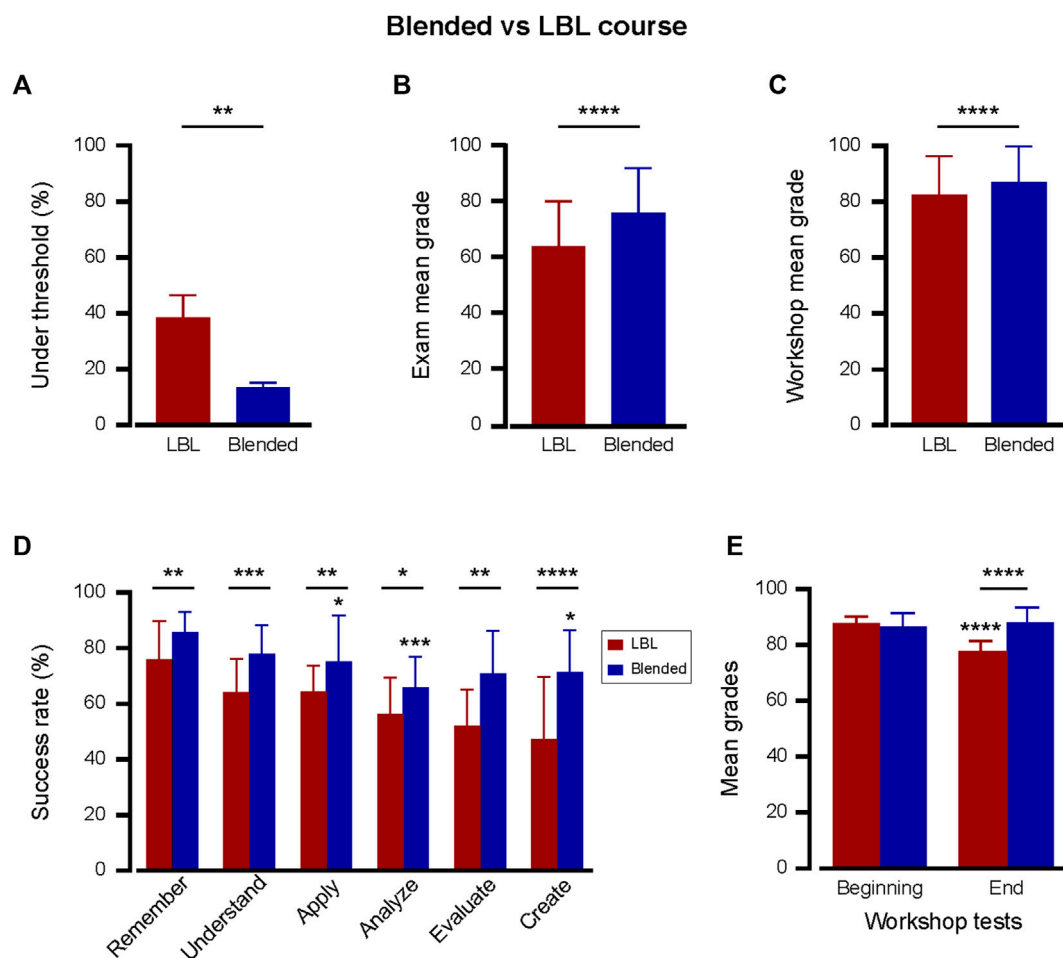 Blended vs LBL course
A
**
Under threshold (%)
100
80
60
40
20
0
LBL Blended
B
****
Exam mean grade
100
80
60
40
20
0
LBL Blended
C
****
Workshop mean grade
100
80
60
40
20
0
LBL Blended
D
** *** ** * ** ****
* *** *
Success rate (%)
100
80
60
40
20
0
Remember
Understand
Apply
Analyze
Evaluate
Create
LBL
Blended
E
****
****
Mean grades
100
80
60
40
20
0
Beginning End
Workshop tests